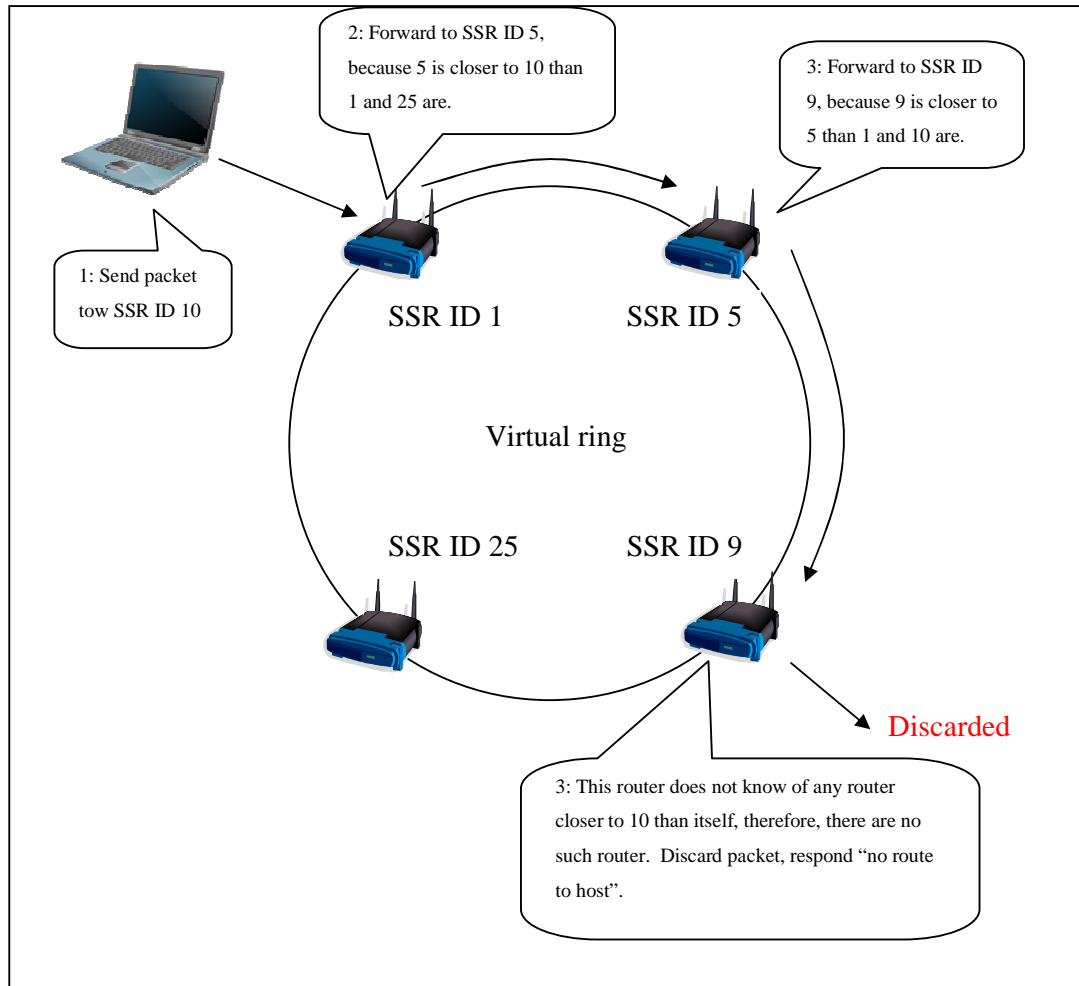 2: Forward to SSR ID 5,
because 5 is closer to 10 than
1 and 25 are.
3: Forward to SSR ID
9, because 9 is closer to
5 than 1 and 10 are.
1: Send packet
tow SSR ID 10
SSR ID 1
SSR ID 5
Virtual ring
SSR ID 25
SSR ID 9
Discarded
3: This router does not know of any router
closer to 10 than itself, therefore, there are no
such router.  Discard packet, respond “no route
to host”.